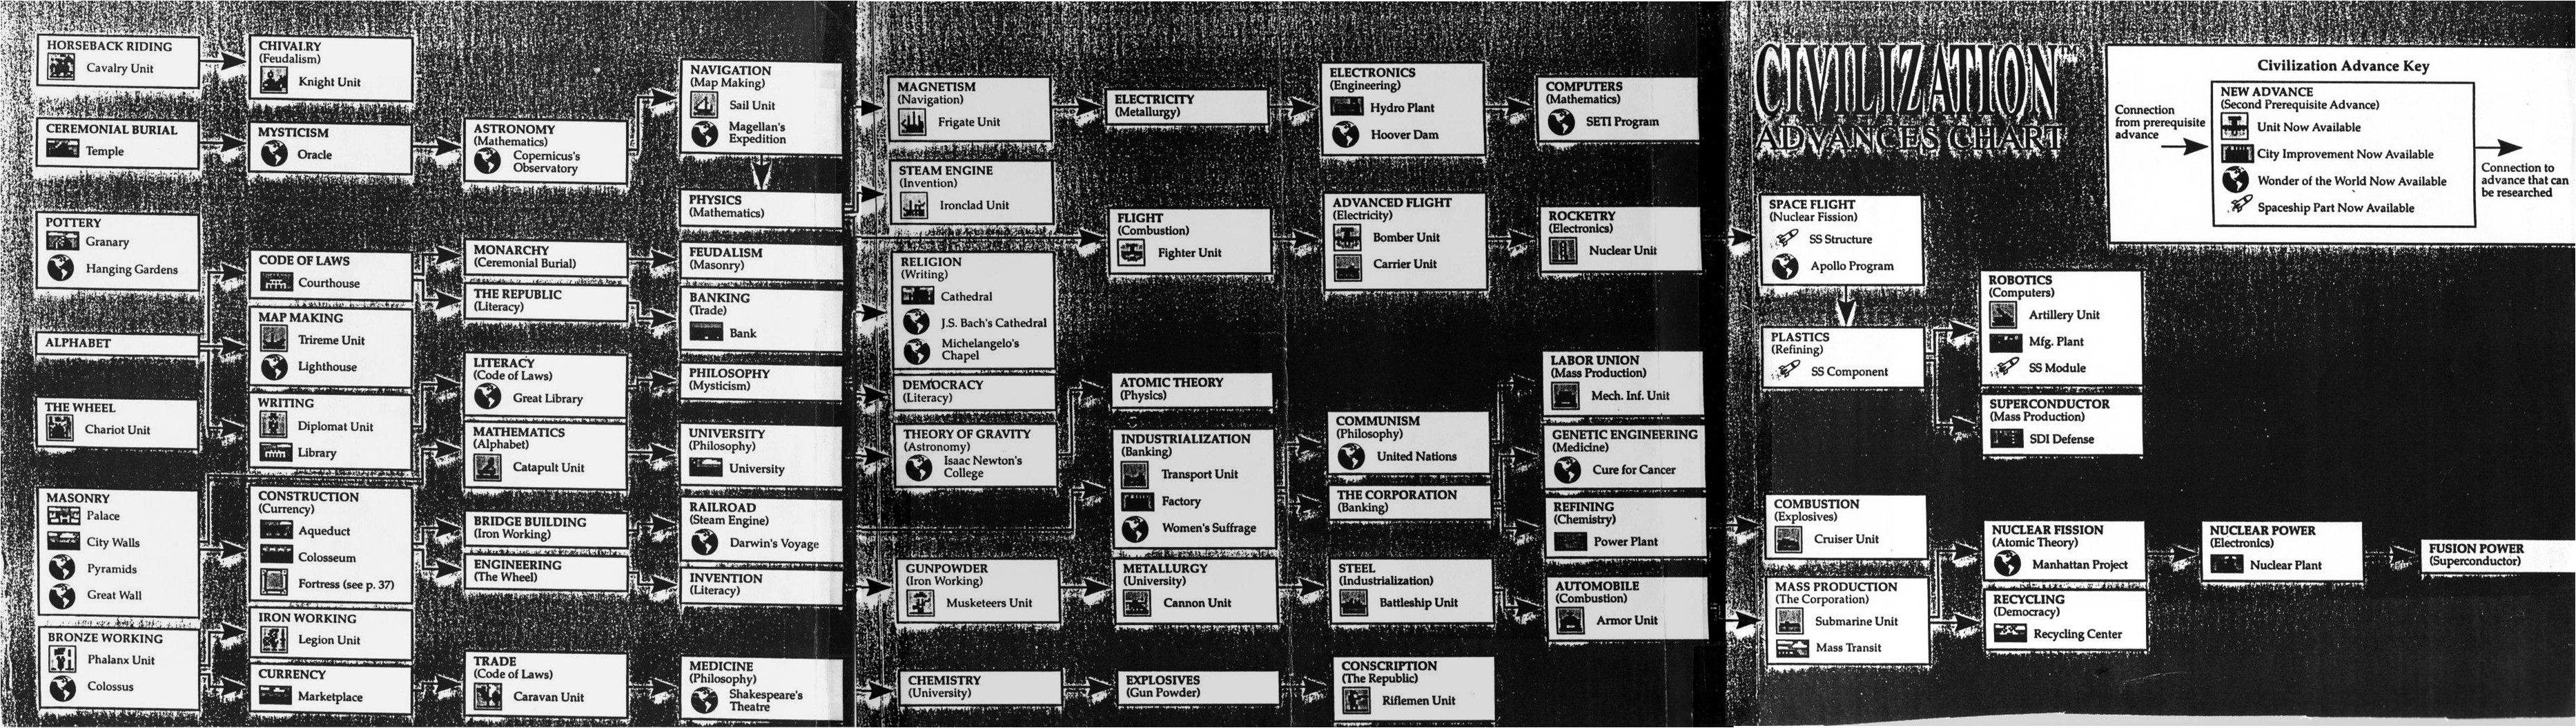 HORSEBACK RIDING
Cavalry Unit
CEREMONIAL BURIAL
Temple
POTTERY
Granary
Hanging Gardens
ALPHABET
THE WHEEL
Chariot Unit
MASONRY
Palace
City Walls
Pyramids
Great Wall
BRONZE WORKING
Phalanx Unit
Colossus
CHIVALRY
(Feudalism)
Knight Unit
MYSTICISM
Oracle
CODE OF LAWS
Courthouse
MAP MAKING
Trireme Unit
Lighthouse
WRITING
Diplomat Unit
Library
CONSTRUCTION
(Currency)
Aqueduct
Colosseum
Fortress (see p. 37)
IRON WORKING
Legion Unit
CURRENCY
Marketplace
ASTRONOMY
(Mathematics)
Copernicus's
Observatory
MONARCHY
(Ceremonial Burial)
THE REPUBLIC
(Literacy)
LITERACY
(Code of Laws)
Great Library
MATHEMATICS
(Alphabet)
Catapult Unit
BRIDGE BUILDING
(Iron Working)
ENGINEERING
(The Wheel)
TRADE
(Code of Laws)
Caravan Unit
NAVIGATION
(Map Making)
Sail Unit
Magellan's
Expedition
PHYSICS
(Mathematics)
FEUDALISM
(Masonry)
BANKING
(Trade)
Bank
PHILOSOPHY
(Mysticism)
UNIVERSITY
(Philosophy)
University
RAILROAD
(Steam Engine)
Darwin's Voyage
INVENTION
(Literacy)
MEDICINE
(Philosophy)
Shakespeare's
Theatre
MAGNETISM
(Navigation)
Frigate Unit
STEAM ENGINE
(Invention)
Ironclad Unit
RELIGION
(Writing)
Cathedral
J.S. Bach's Cathedral
Michelangelo's
Chapel
DEMOCRACY
(Literacy)
THEORY OF GRAVITY
(Astronomy)
Isaac Newton's
College
GUNPOWDER
(Iron Working)
Musketeers Unit
CHEMISTRY
(University)
ELECTRICITY
(Metallurgy)
FLIGHT
(Combustion)
Fighter Unit
ATOMIC THEORY
(Physics)
INDUSTRIALIZATION
(Banking)
Transport Unit
Factory
Women's Suffrage
METALLURGY
(University)
Cannon Unit
EXPLOSIVES
(Gun Powder)
ELECTRONICS
(Engineering)
Hydro Plant
Hoover Dam
ADVANCED FLIGHT
(Electricity)
Bomber Unit
Carrier Unit
COMMUNISM
(Philosophy)
United Nations
THE CORPORATION
(Banking)
STEEL
(Industrialization)
Battleship Unit
CONSCRIPTION
(The Republic)
Riflemen Unit
COMPUTERS
(Mathematics)
SETI Program
ROCKETRY
(Electronics)
Nuclear Unit
LABOR UNION
(Mass Production)
Mech. Inf. Unit
GENETIC ENGINEERING
(Medicine)
Cure for Cancer
REFINING
(Chemistry)
Power Plant
AUTOMOBILE
(Combustion)
Armor Unit
CIVILIZATION™
ADVANCES CHART
SPACE FLIGHT
(Nuclear Fission)
SS Structure
Apollo Program
PLASTICS
(Refining)
SS Component
COMBUSTION
(Explosives)
Cruiser Unit
MASS PRODUCTION
(The Corporation)
Submarine Unit
Mass Transit
ROBOTICS
(Computers)
Artillery Unit
Mfg. Plant
SS Module
SUPERCONDUCTOR
(Mass Production)
SDI Defense
NUCLEAR FISSION
(Atomic Theory)
Manhattan Project
RECYCLING
(Democracy)
Recycling Center
NUCLEAR POWER
(Electronics)
Nuclear Plant
FUSION POWER
(Superconductor)
Civilization Advance Key
Connection
from prerequisite
advance
NEW ADVANCE
(Second Prerequisite Advance)
Unit Now Available
City Improvement Now Available
Wonder of the World Now Available
Spaceship Part Now Available
Connection to
advance that can
be researched